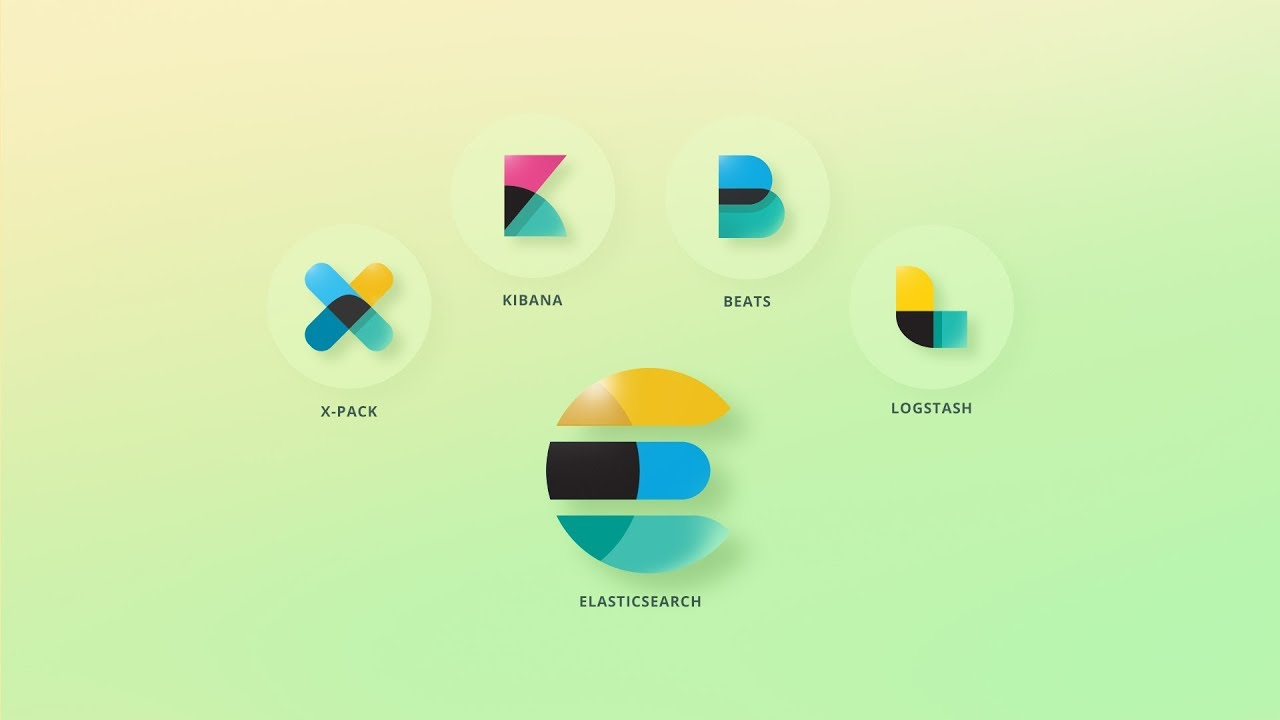 KIBANA
BEATS
X-PACK
LOGSTASH
ELASTICSEARCH